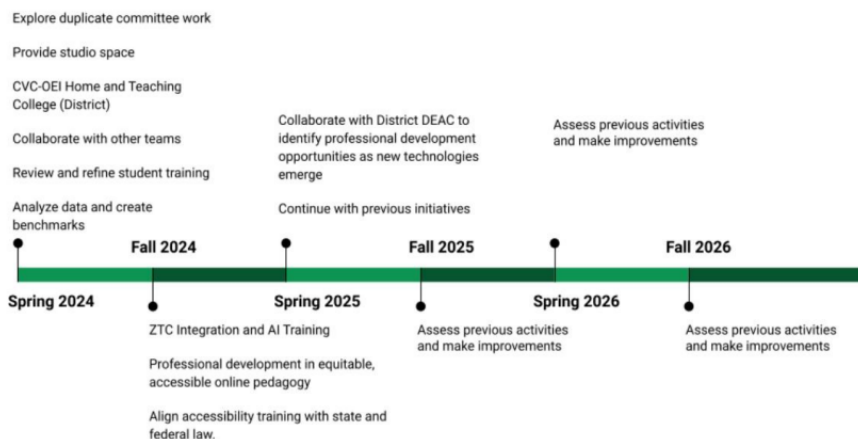 Explore duplicate committee work
Provide studio space
CVC-OEI Home and Teaching
College (District)
Collaborate with other teams
Review and refine student training
Analyze data and create
benchmarks
Collaborate with District DEAC to
identify professional development
opportunities as new technologies
emerge
Continue with previous initiatives
Assess previous activities
and make improvements
Fall 2024
Fall 2025
Fall 2026
Spring 2024
Spring 2025
Spring 2026
ZTC Integration and AI Training
Professional development in equitable,
accessible online pedagogy
Align accessibility training with state and
federal law.
Assess previous activities
and make improvements
Assess previous activities
and make improvements